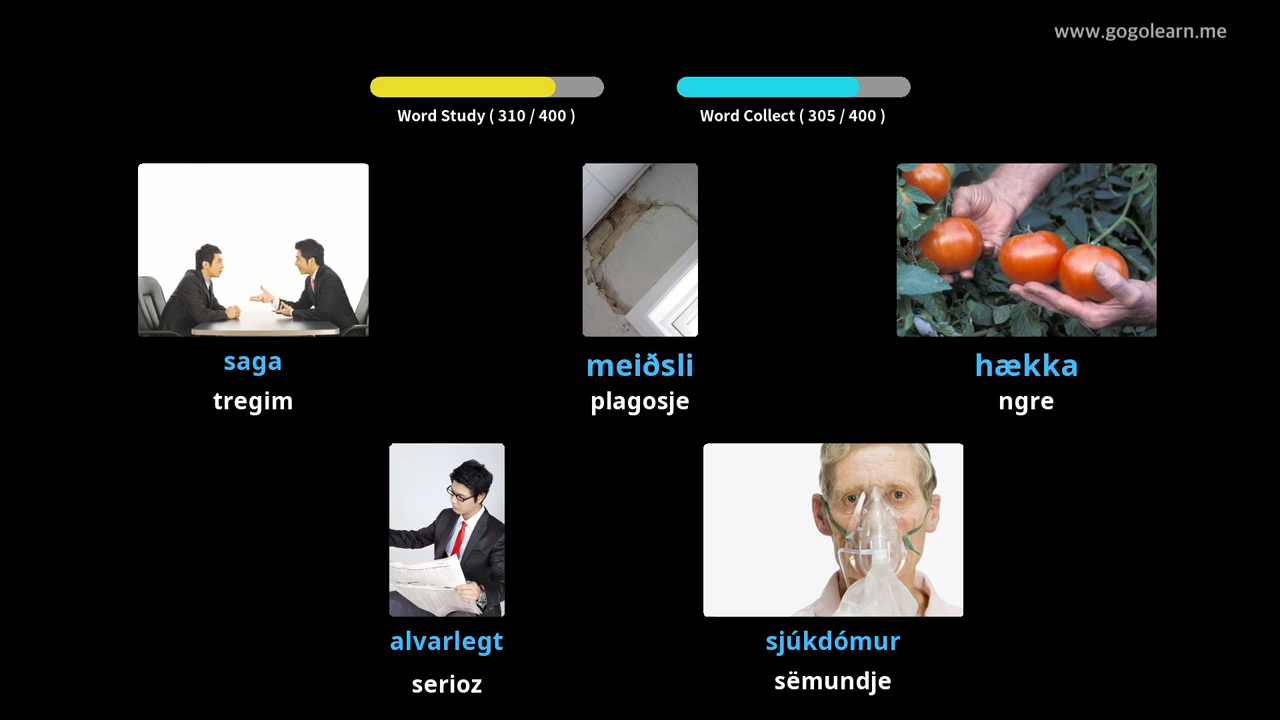 www.gogolearn.me
Word Study ( 310 / 400 )
Word Collect ( 305 / 400 )
saga
tregim
meiðsli
plagosje
hækka
ngre
alvarlegt
serioz
sjúkdómur
sëmundje